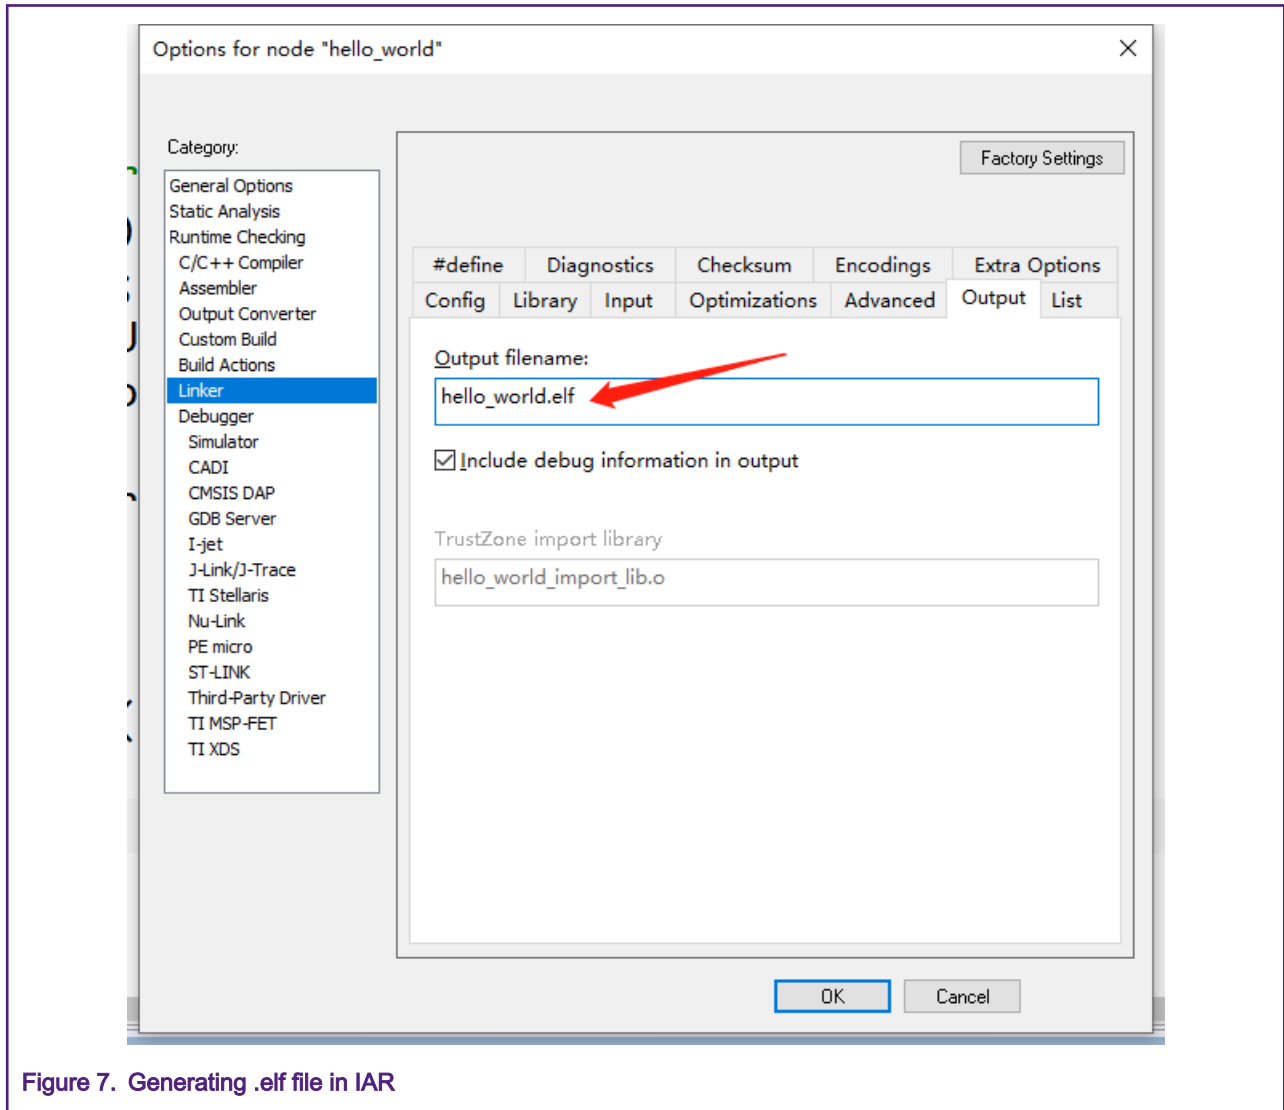 Options for node "hello_world"
Category:
Factory Settings
General Options
Static Analysis
Runtime Checking
C/C++ Compiler
Assembler
Output Converter
Custom Build
Build Actions
Linker
Debugger
Simulator
CADI
CMSIS DAP
GDB Server
I-jet
J-Link/J-Trace
TI Stellaris
Nu-Link
PE micro
ST-LINK
Third-Party Driver
TI MSP-FET
TI XDS
#define Diagnostics Checksum Encodings Extra Options
Config Library Input Optimizations Advanced Output List
Output filename:
hello_world.elf
Include debug information in output
TrustZone import library
hello_world_import_lib.o
OK Cancel
Figure 7. Generating .elf file in IAR